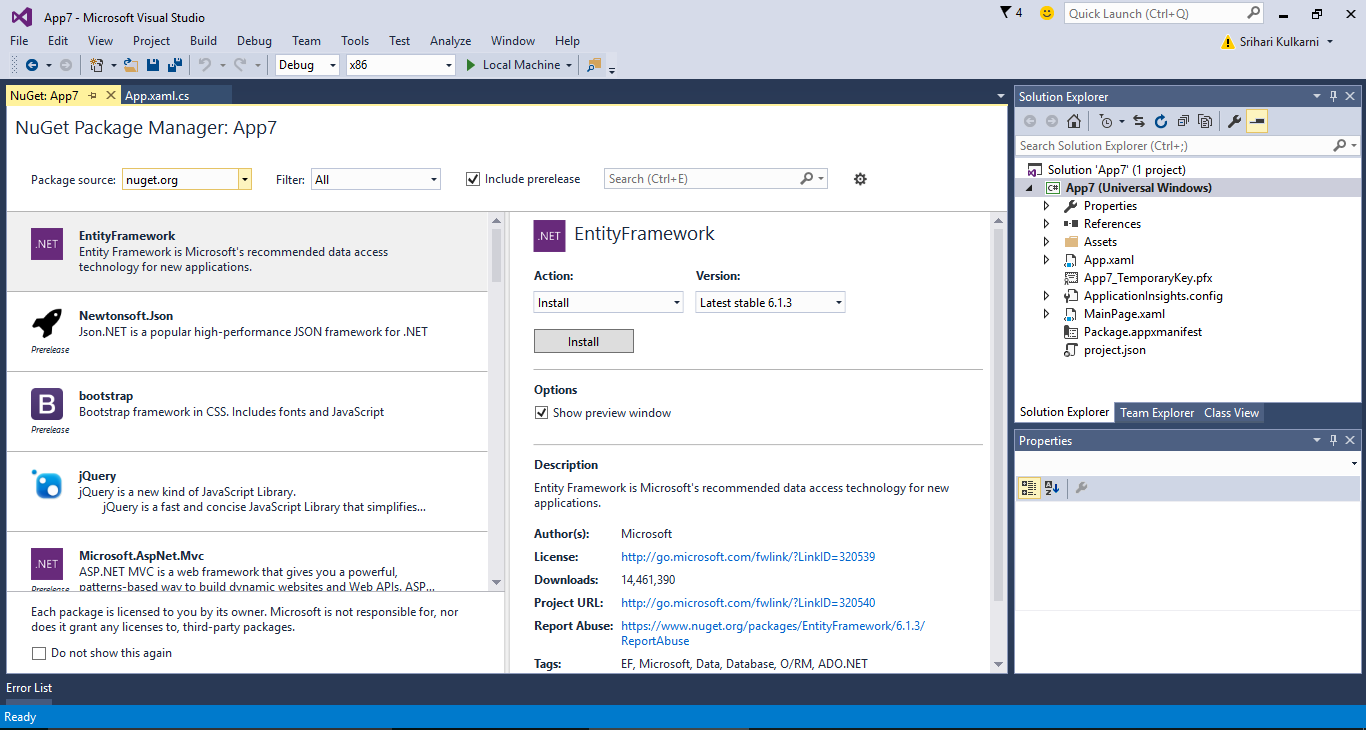 App7 - Microsoft Visual Studio
4
Quick Launch (Ctrl+Q)
File Edit View Project Build Debug Team Tools Test Analyze Window Help
Srihari Kulkarni
Debug
x86
Local Machine
NuGet: App7
App.xaml.cs
NuGet Package Manager: App7
Package source: nuget.org
Filter: All
Include prerelease
Search (Ctrl+E)
.NET
EntityFramework
Entity Framework is Microsoft's recommended data access
technology for new applications.
Newtonsoft.Json
Json.NET is a popular high-performance JSON framework for .NET
Prerelease
B
bootstrap
Bootstrap framework in CSS. Includes fonts and JavaScript
Prerelease
jQuery
jQuery is a new kind of JavaScript Library.
jQuery is a fast and concise JavaScript Library that simplifies...
.NET
Microsoft.AspNet.Mvc
ASP.NET MVC is a web framework that gives you a powerful,
patterns-based way to build dynamic websites and Web APIs. ASP...
Prerelease
Each package is licensed to you by its owner. Microsoft is not responsible for, nor
does it grant any licenses to, third-party packages.
Do not show this again
.NET
EntityFramework
Action:
Version:
Install
Latest stable 6.1.3
Install
Options
Show preview window
Description
Entity Framework is Microsoft's recommended data access technology for new
applications.
Author(s): Microsoft
License: http://go.microsoft.com/fwlink/?LinkID=320539
Downloads: 14,461,390
Project URL: http://go.microsoft.com/fwlink/?LinkID=320540
Report Abuse: https://www.nuget.org/packages/EntityFramework/6.1.3/
ReportAbuse
Tags: EF, Microsoft, Data, Database, O/RM, ADO.NET
Solution Explorer
Search Solution Explorer (Ctrl+;)
Solution 'App7' (1 project)
C# App7 (Universal Windows)
Properties
References
Assets
App.xaml
App7_TemporaryKey.pfx
ApplicationInsights.config
MainPage.xaml
Package.appxmanifest
project.json
Solution Explorer Team Explorer Class View
Properties
Error List
Ready